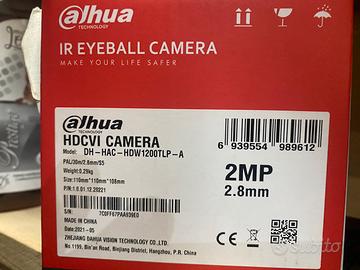 alhua
TECHNOLOGY
IR EYEBALL CAMERA
MAKE YOUR LIFE SAFER
alhua
TECHNOLOGY
HDCVI CAMERA
Model: DH-HAC-HDW1200TLP-A
PAL/30m/2.8mm/S5
Weight:0.29kg
Size:110mm*110mm*108mm
P/N:1.0.01.12.20221
6 939554 989612
2MP
2.8mm
S/N:
Date:2021-05
MADE IN CHINA
ZHEJIANG DAHUA VISION TECHNOLOGY CO.,LTD
No.1199, Bin'an Road, Binjiang District, Hangzhou, P.R. China
Subito